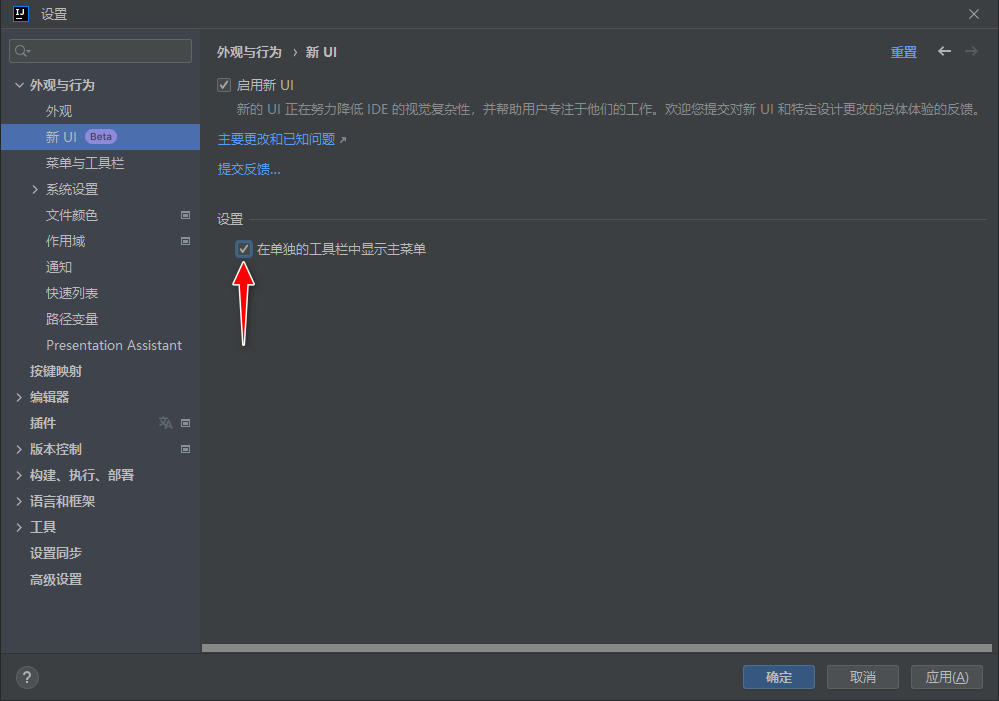 IJ 设置
外观与行为 › 新 UI
重置
外观与行为
外观
新 UI Beta
菜单与工具栏
系统设置
文件颜色
作用域
通知
快速列表
路径变量
Presentation Assistant
按键映射
编辑器
插件
版本控制
构建、执行、部署
语言和框架
工具
设置同步
高级设置
启用新 UI
新的 UI 正在努力降低 IDE 的视觉复杂性，并帮助用户专注于他们的工作。欢迎您提交对新 UI 和特定设计更改的总体体验的反馈。
主要更改和已知问题
提交反馈...
设置
在单独的工具栏中显示主菜单
?
确定
取消
应用(A)